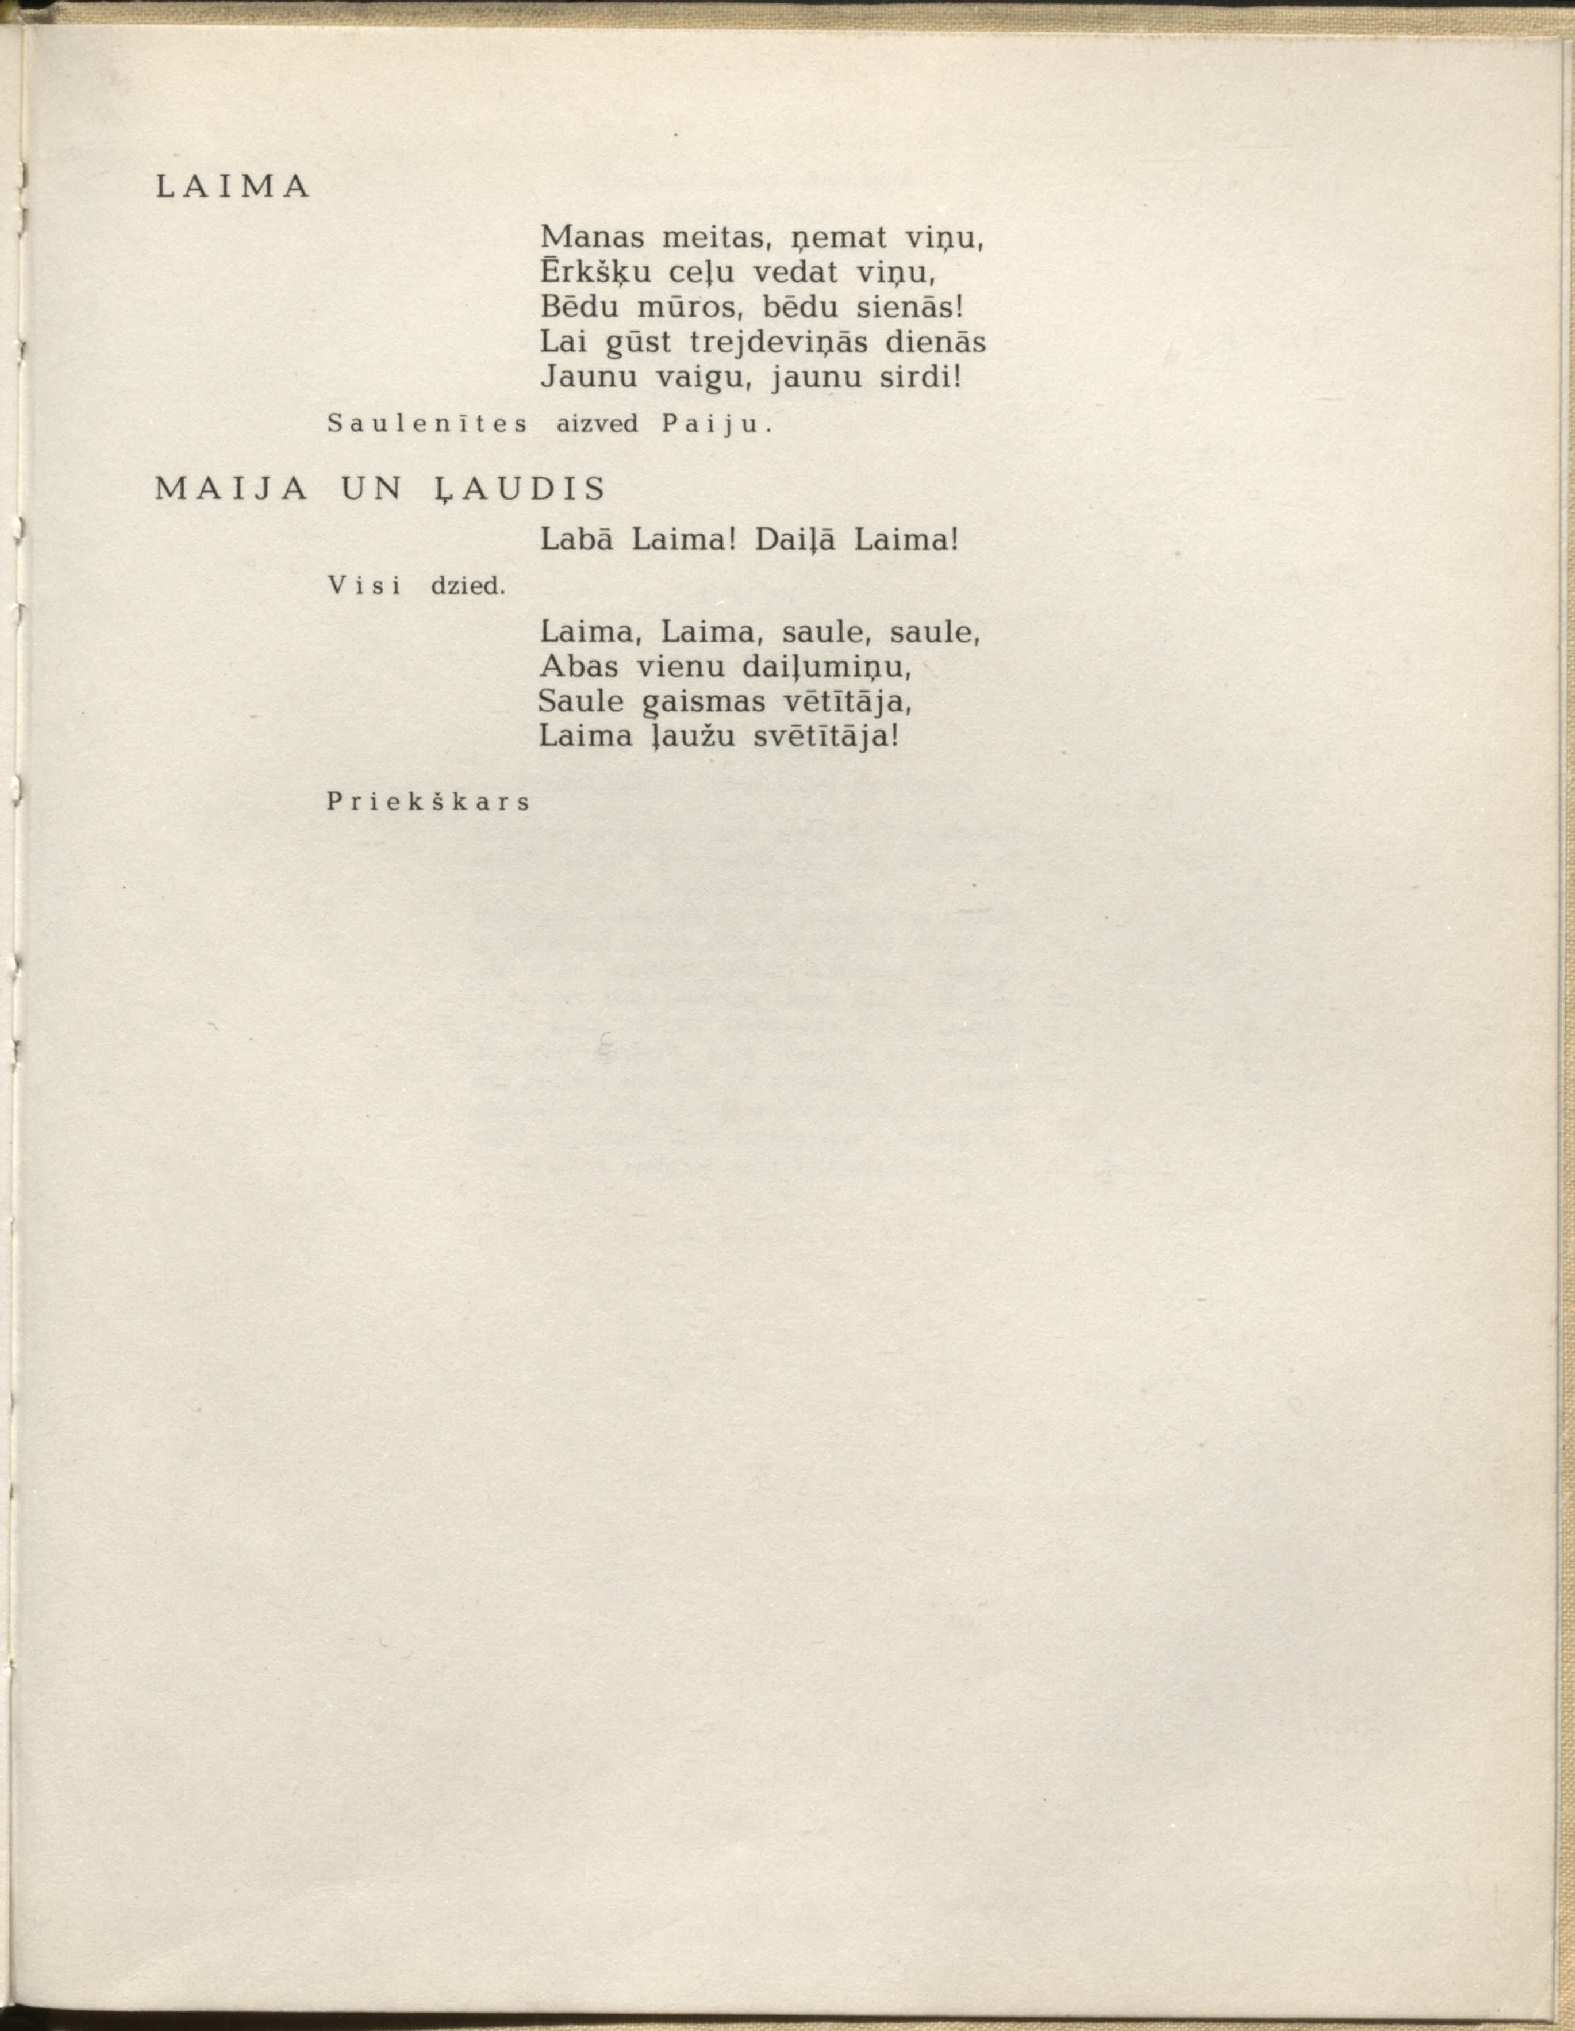 LAIMA
Manas meitas, ņemat viņu,
Ērkšķu ceļu vedat viņu,
Bēdu mūros, bēdu sienās!
Lai gūst trejdeviņās dienās
Jaunu vaigu, jaunu sirdi!
Saulenītes aizved Paiju.
MAIJA UN ĻAUDIS
Labā Laima! Daiļā Laima!
Visi dzied.
Laima, Laima, saule, saule,
Abas vienu daiļumiņu,
Saule gaismas vētītāja,
Laima ļaužu svētītāja!
Priekškars